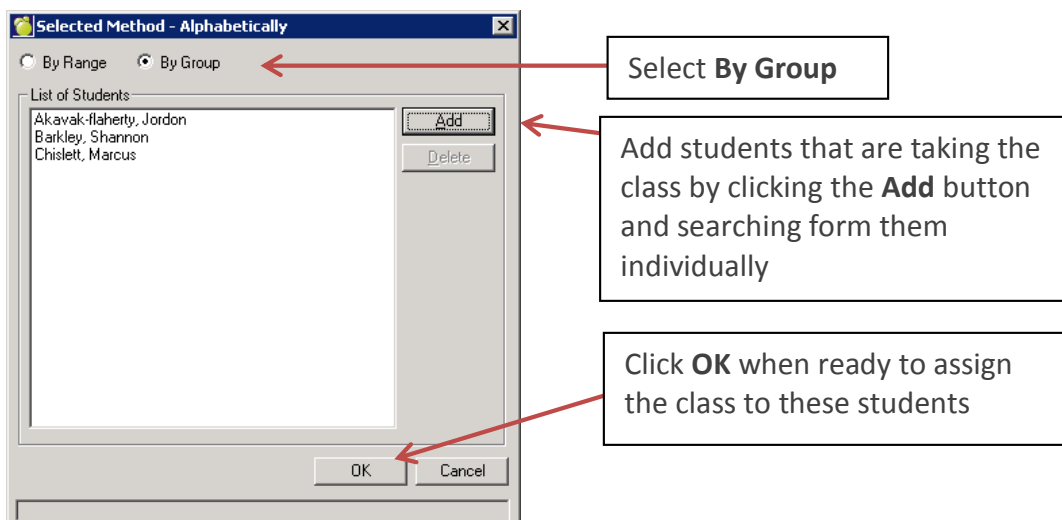 Selected Method - Alphabetically
By Range By Group
Select By Group
List of Students
Akavak-flaherty, Jordon
Barkley, Shannon
Chislett, Marcus
Add
Delete
Add students that are taking the
class by clicking the Add button
and searching form them
individually
Click OK when ready to assign
the class to these students
OK Cancel